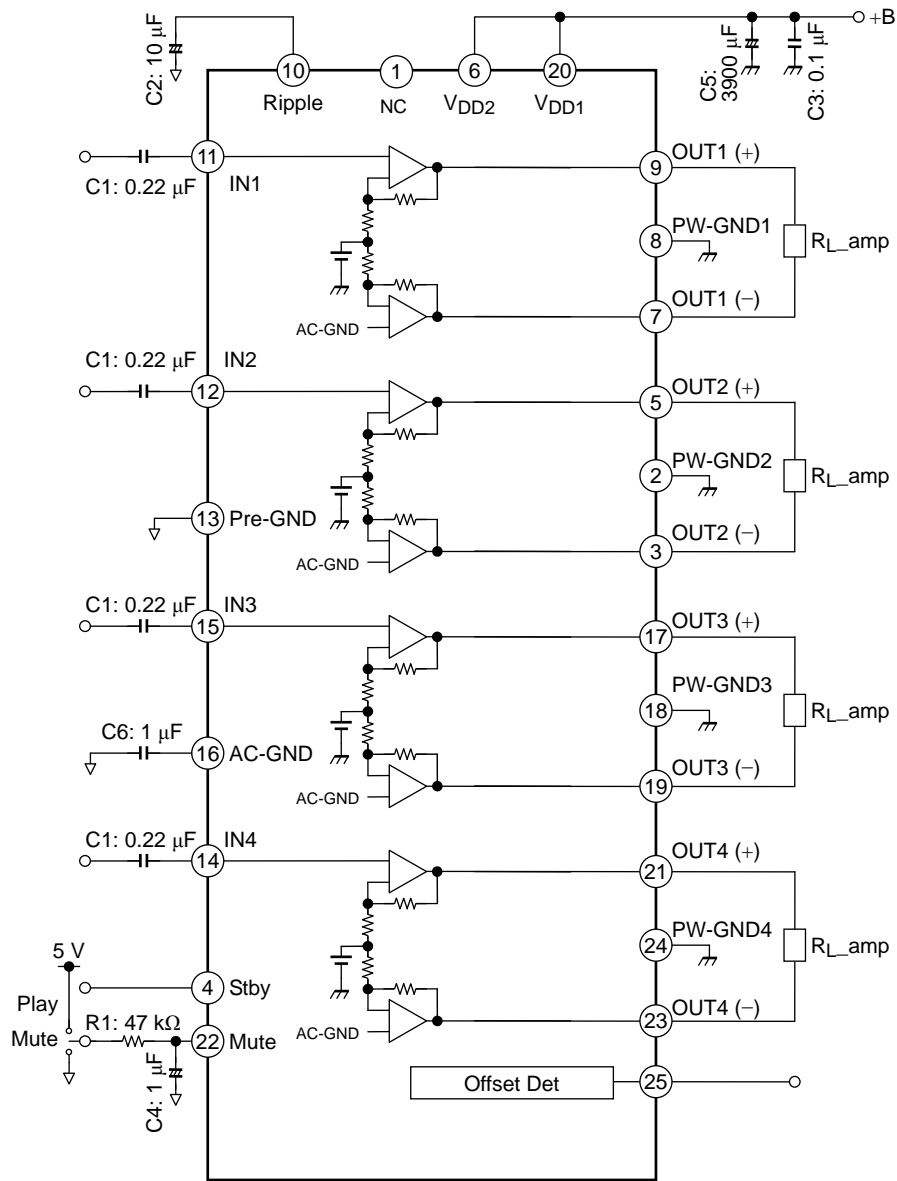 C2: 10 µF
+B
C5: 3900 µF
C3: 0.1 µF
10
1
6
20
Ripple
NC
VDD2
VDD1
11
IN1
C1: 0.22 µF
9
OUT1 (+)
PW-GND1
8
RL_amp
OUT1 (−)
7
AC-GND
C1: 0.22 µF
IN2
12
OUT2 (+)
5
PW-GND2
2
RL_amp
13
Pre-GND
OUT2 (−)
3
AC-GND
C1: 0.22 µF
IN3
15
OUT3 (+)
17
PW-GND3
18
RL_amp
C6: 1 µF
16
AC-GND
OUT3 (−)
19
AC-GND
C1: 0.22 µF
IN4
14
OUT4 (+)
21
PW-GND4
24
RL_amp
5 V
4
Stby
Play
Mute
R1: 47 kΩ
22
Mute
C4: 1 µF
OUT4 (−)
23
AC-GND
Offset Det
25